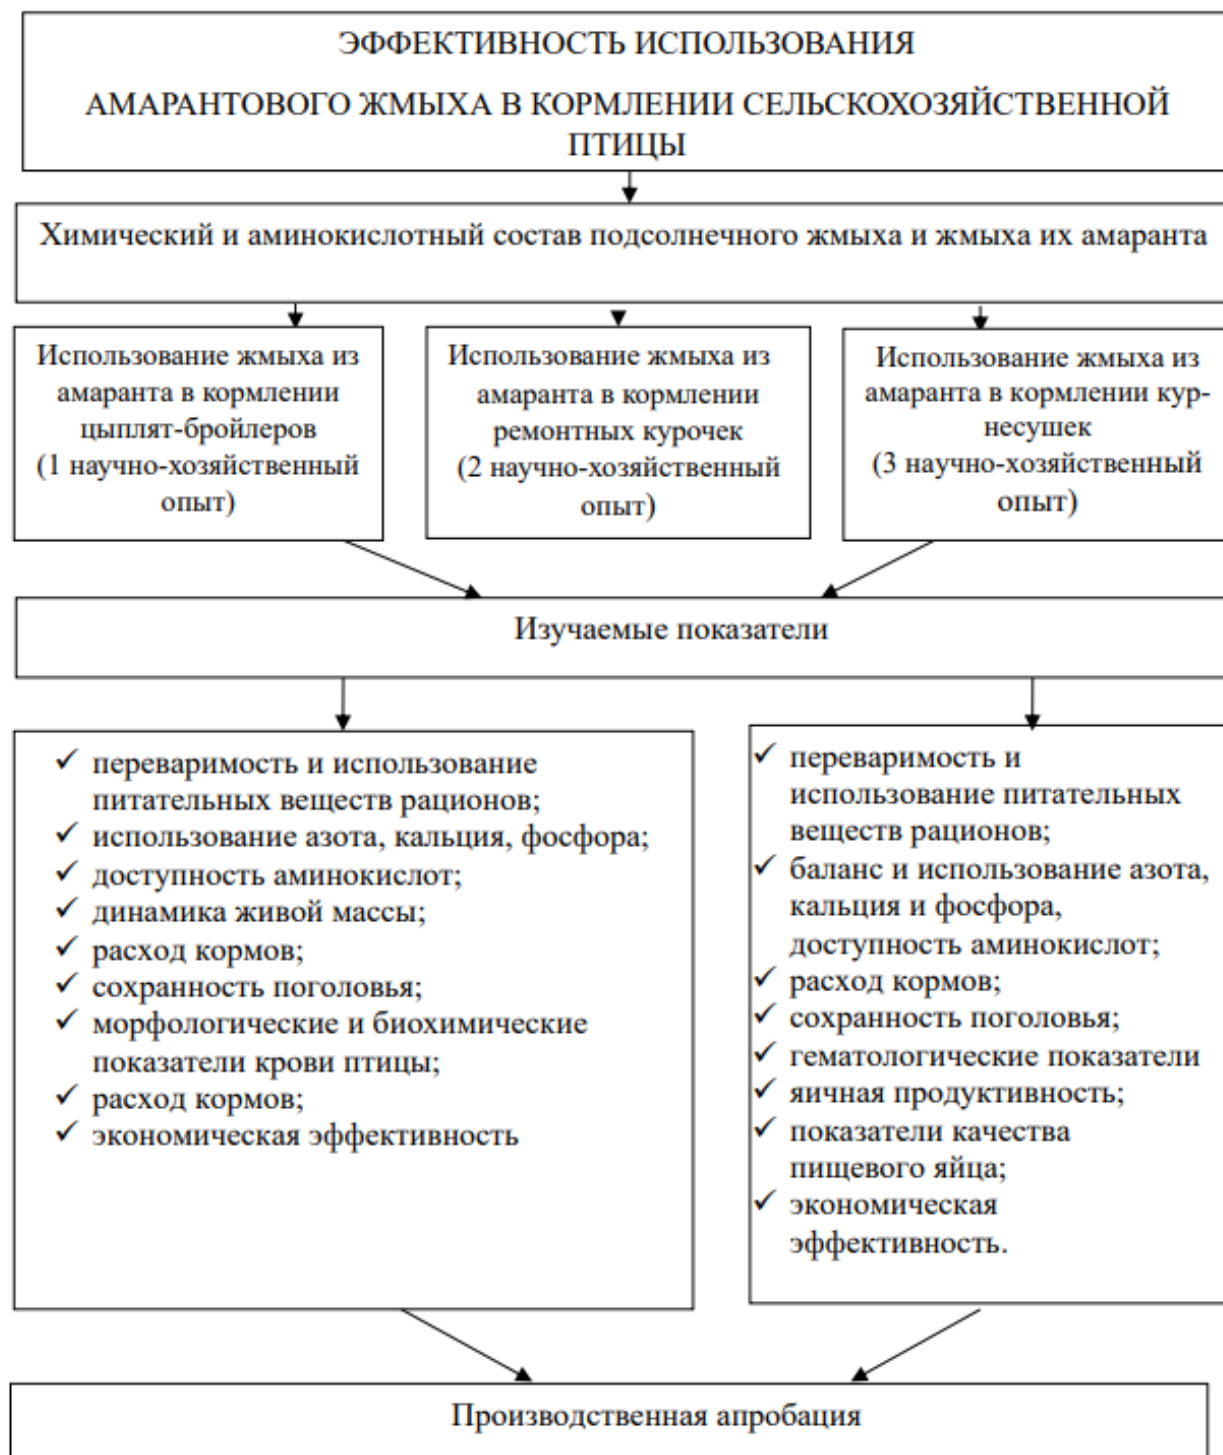 ЭФФЕКТИВНОСТЬ ИСПОЛЬЗОВАНИЯ
АМАРАНТОВОГО ЖМЫХА В КОРМЛЕНИИ СЕЛЬСКОХОЗЯЙСТВЕННОЙ
ПТИЦЫ
Химический и аминокислотный состав подсолнечного жмыха и жмыха их амаранта
Использование жмыха из
амаранта в кормлении
цыплят-бройлеров
(1 научно-хозяйственный
опыт)
Использование жмыха из
амаранта в кормлении
ремонтных курочек
(2 научно-хозяйственный
опыт)
Использование жмыха из
амаранта в кормлении кур-
несушек
(3 научно-хозяйственный
опыт)
Изучаемые показатели
✓ переваримость и использование
питательных веществ рационов;
✓ использование азота, кальция, фосфора;
✓ доступность аминокислот;
✓ динамика живой массы;
✓ расход кормов;
✓ сохранность поголовья;
✓ морфологические и биохимические
показатели крови птицы;
✓ расход кормов;
✓ экономическая эффективность
✓ переваримость и
использование питательных
веществ рационов;
✓ баланс и использование азота,
кальция и фосфора,
доступность аминокислот;
✓ расход кормов;
✓ сохранность поголовья;
✓ гематологические показатели
✓ яичная продуктивность;
✓ показатели качества
пищевого яйца;
✓ экономическая
эффективность.
Производственная апробация